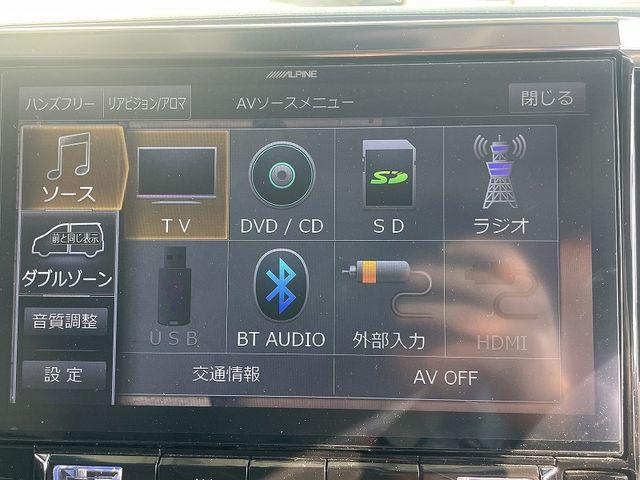 ALPINE
ハンズフリー リアビジョン/アロマ AVソースメニュー 閉じる
ソース
TV DVD / CD SD ラジオ
前と同じ表示
ダブルゾーン
音質調整
USB BT AUDIO 外部入力 HDMI
設定 交通情報 AV OFF